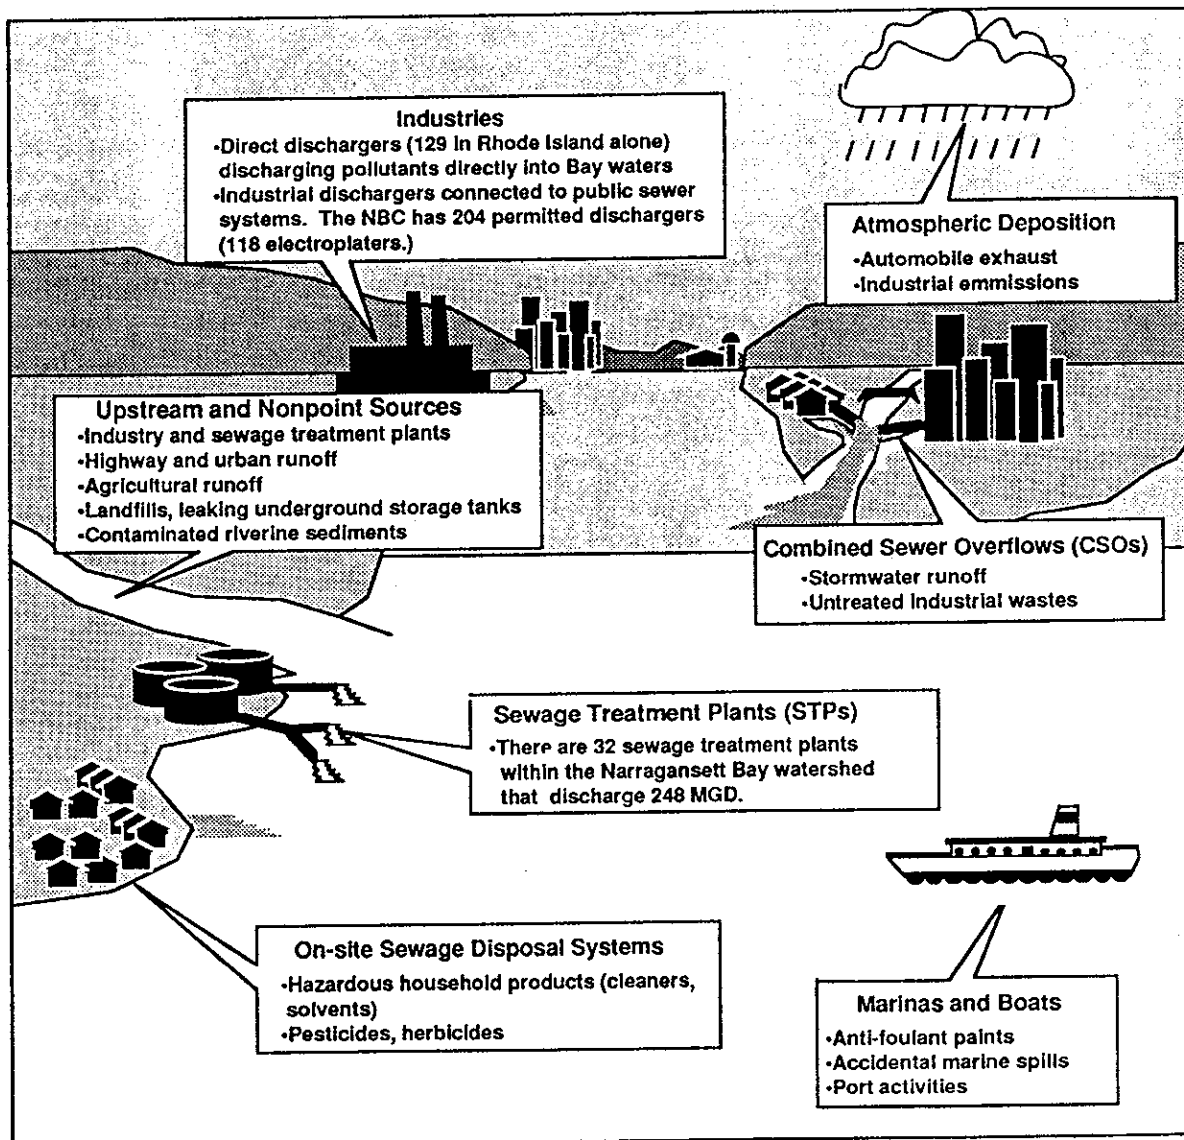 Industries
•Direct dischargers (129 in Rhode Island alone)
discharging pollutants directly into Bay waters
•Industrial dischargers connected to public sewer
systems. The NBC has 204 permitted dischargers
(118 electroplaters.)
Atmospheric Deposition
•Automobile exhaust
•Industrial emmissions
Upstream and Nonpoint Sources
•Industry and sewage treatment plants
•Highway and urban runoff
•Agricultural runoff
•Landfills, leaking underground storage tanks
•Contaminated riverine sediments
Combined Sewer Overflows (CSOs)
•Stormwater runoff
•Untreated Industrial wastes
Sewage Treatment Plants (STPs)
•There are 32 sewage treatment plants
within the Narragansett Bay watershed
that discharge 248 MGD.
On-site Sewage Disposal Systems
•Hazardous household products (cleaners,
solvents)
•Pesticides, herbicides
Marinas and Boats
•Anti-foulant paints
•Accidental marine spills
•Port activities